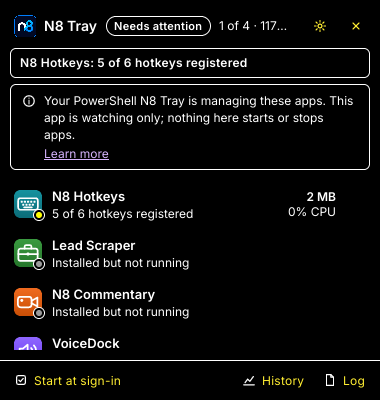 n8 N8 Tray Needs attention 1 of 4 · 117...
N8 Hotkeys: 5 of 6 hotkeys registered
Your PowerShell N8 Tray is managing these apps. This
app is watching only; nothing here starts or stops
apps.
Learn more
N8 Hotkeys 2 MB
5 of 6 hotkeys registered 0% CPU
Lead Scraper
Installed but not running
N8 Commentary
Installed but not running
VoiceDock
Start at sign-in History Log